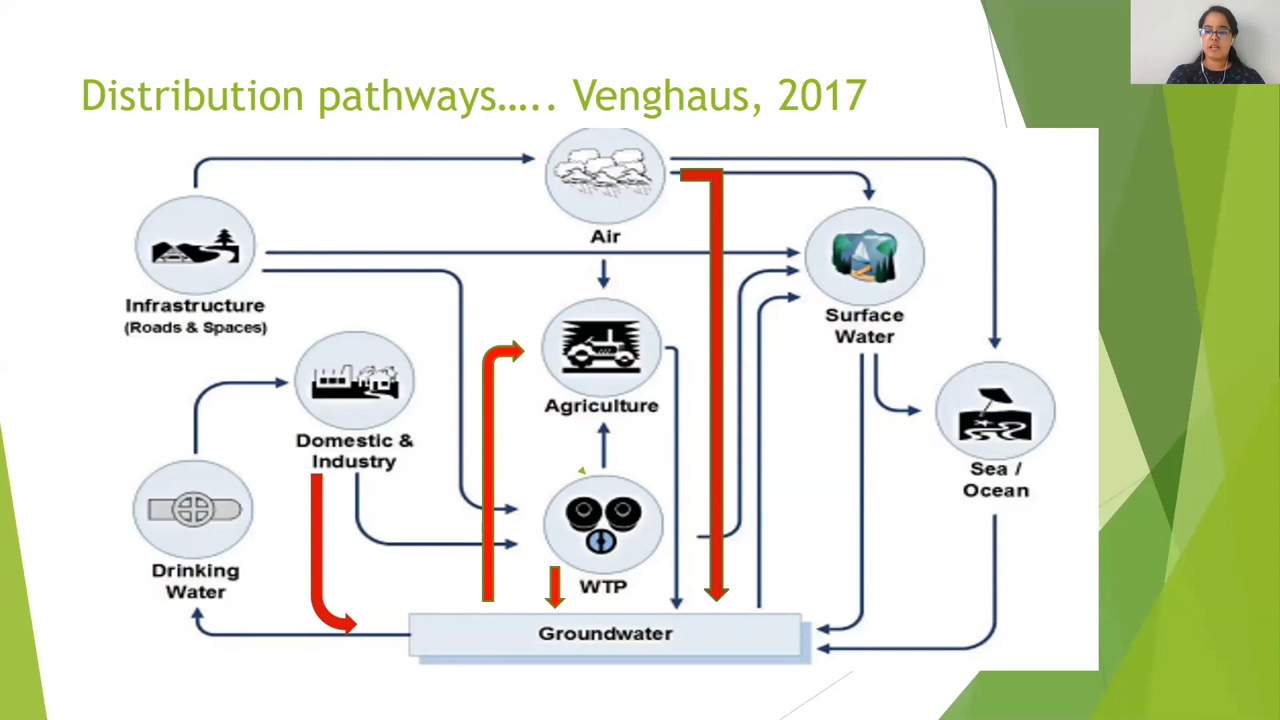 Distribution pathways….. Venghaus, 2017
Air
Infrastructure
(Roads & Spaces)
Surface
Water
Agriculture
Domestic &
Industry
Sea /
Ocean
Drinking
Water
WTP
Groundwater